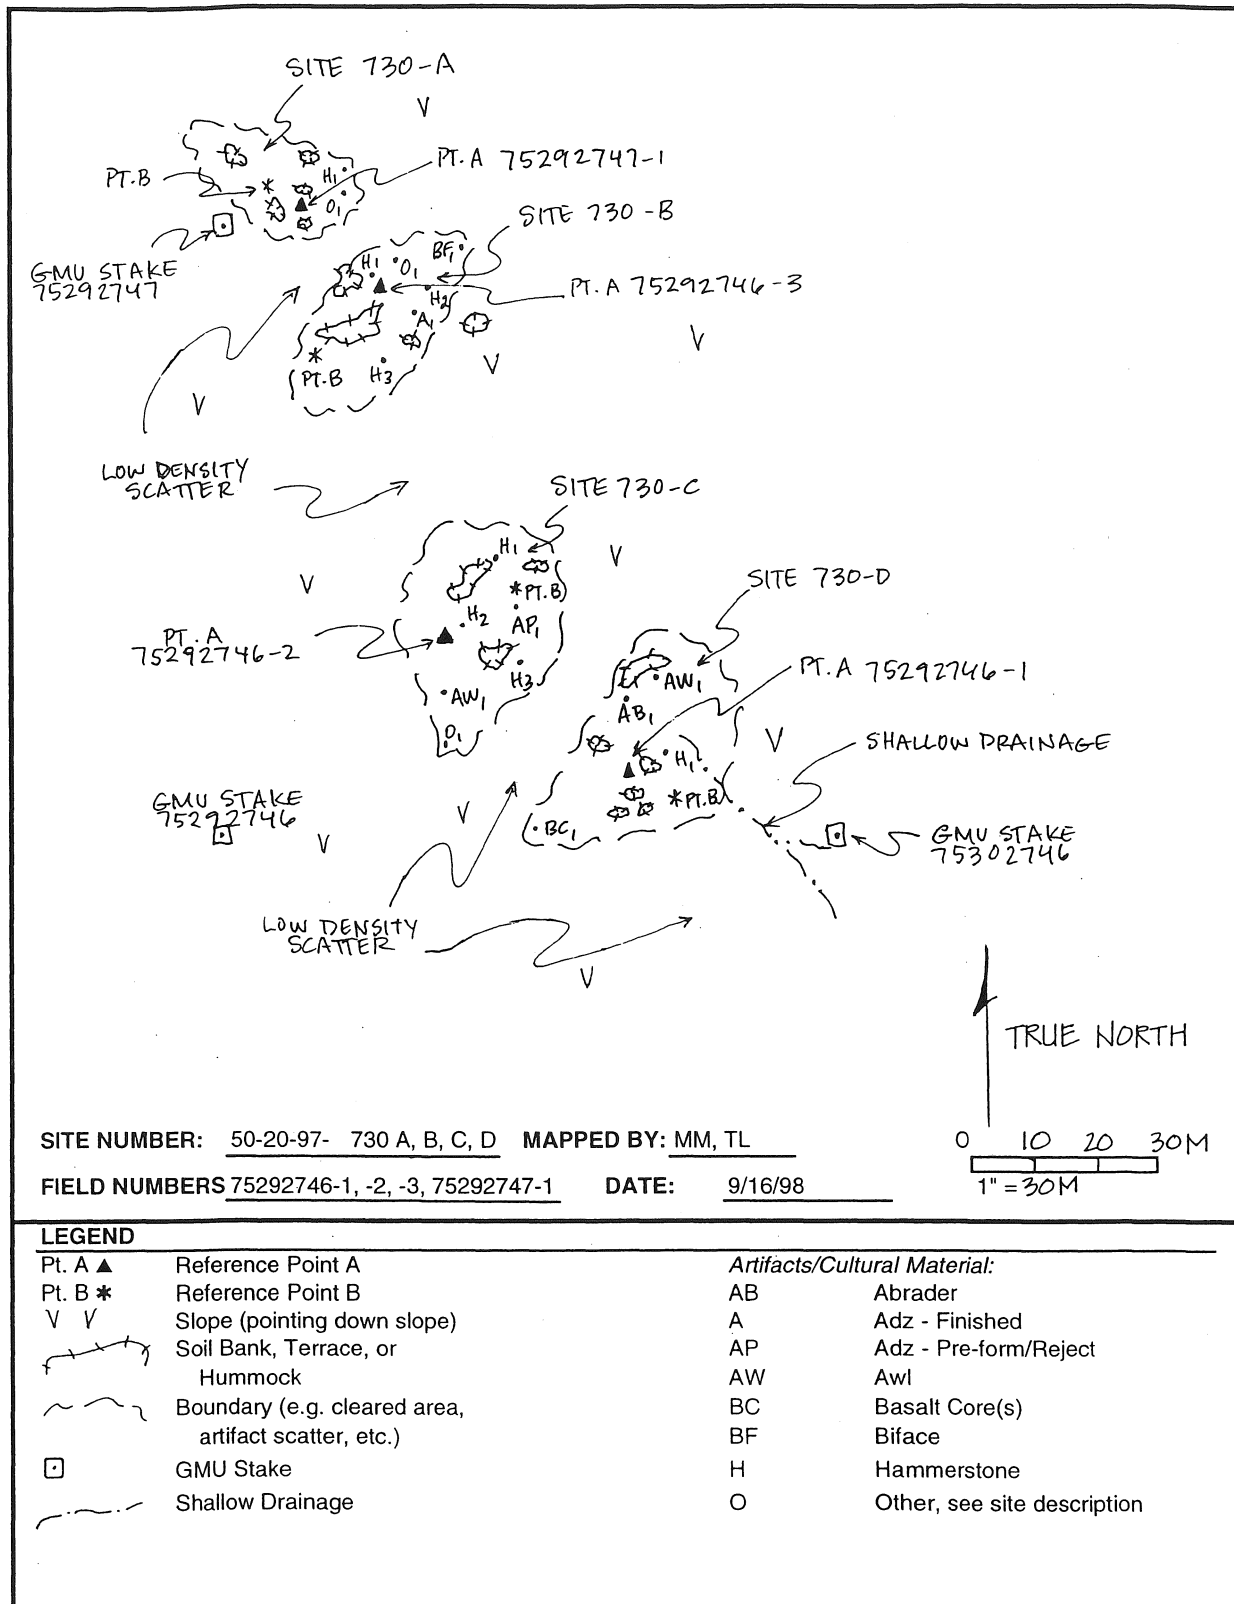 SITE 730-A
V
PT. A 75292747-1
PT. B
H1
O1
SITE 730-B
GMU STAKE
75292747
BF1
H1
O1
PT. A 75292746-3
H2
A1
V
V
PT. B
H3
V
LOW DENSITY
SCATTER
SITE 730-C
H1
V
V
PT. B
SITE 730-D
H2
AP1
PT. A
75292746-2
H3
AW1
AW1
PT. A 75292746-1
AB1
O1
V
SHALLOW DRAINAGE
H1
GMU STAKE
75292746
V
V
PT. B
BC1
GMU STAKE
75302746
LOW DENSITY
SCATTER
V
TRUE NORTH
SITE NUMBER: 50-20-97- 730 A, B, C, D MAPPED BY: MM, TL
0 10 20 30M
FIELD NUMBERS 75292746-1, -2, -3, 75292747-1 DATE: 9/16/98
1" = 30M
LEGEND
Pt. A ▲ Reference Point A
Pt. B * Reference Point B
V V Slope (pointing down slope)
Soil Bank, Terrace, or
Hummock
Boundary (e.g. cleared area,
artifact scatter, etc.)
GMU Stake
Shallow Drainage
Artifacts/Cultural Material:
AB Abrader
A Adz - Finished
AP Adz - Pre-form/Reject
AW Awl
BC Basalt Core(s)
BF Biface
H Hammerstone
O Other, see site description